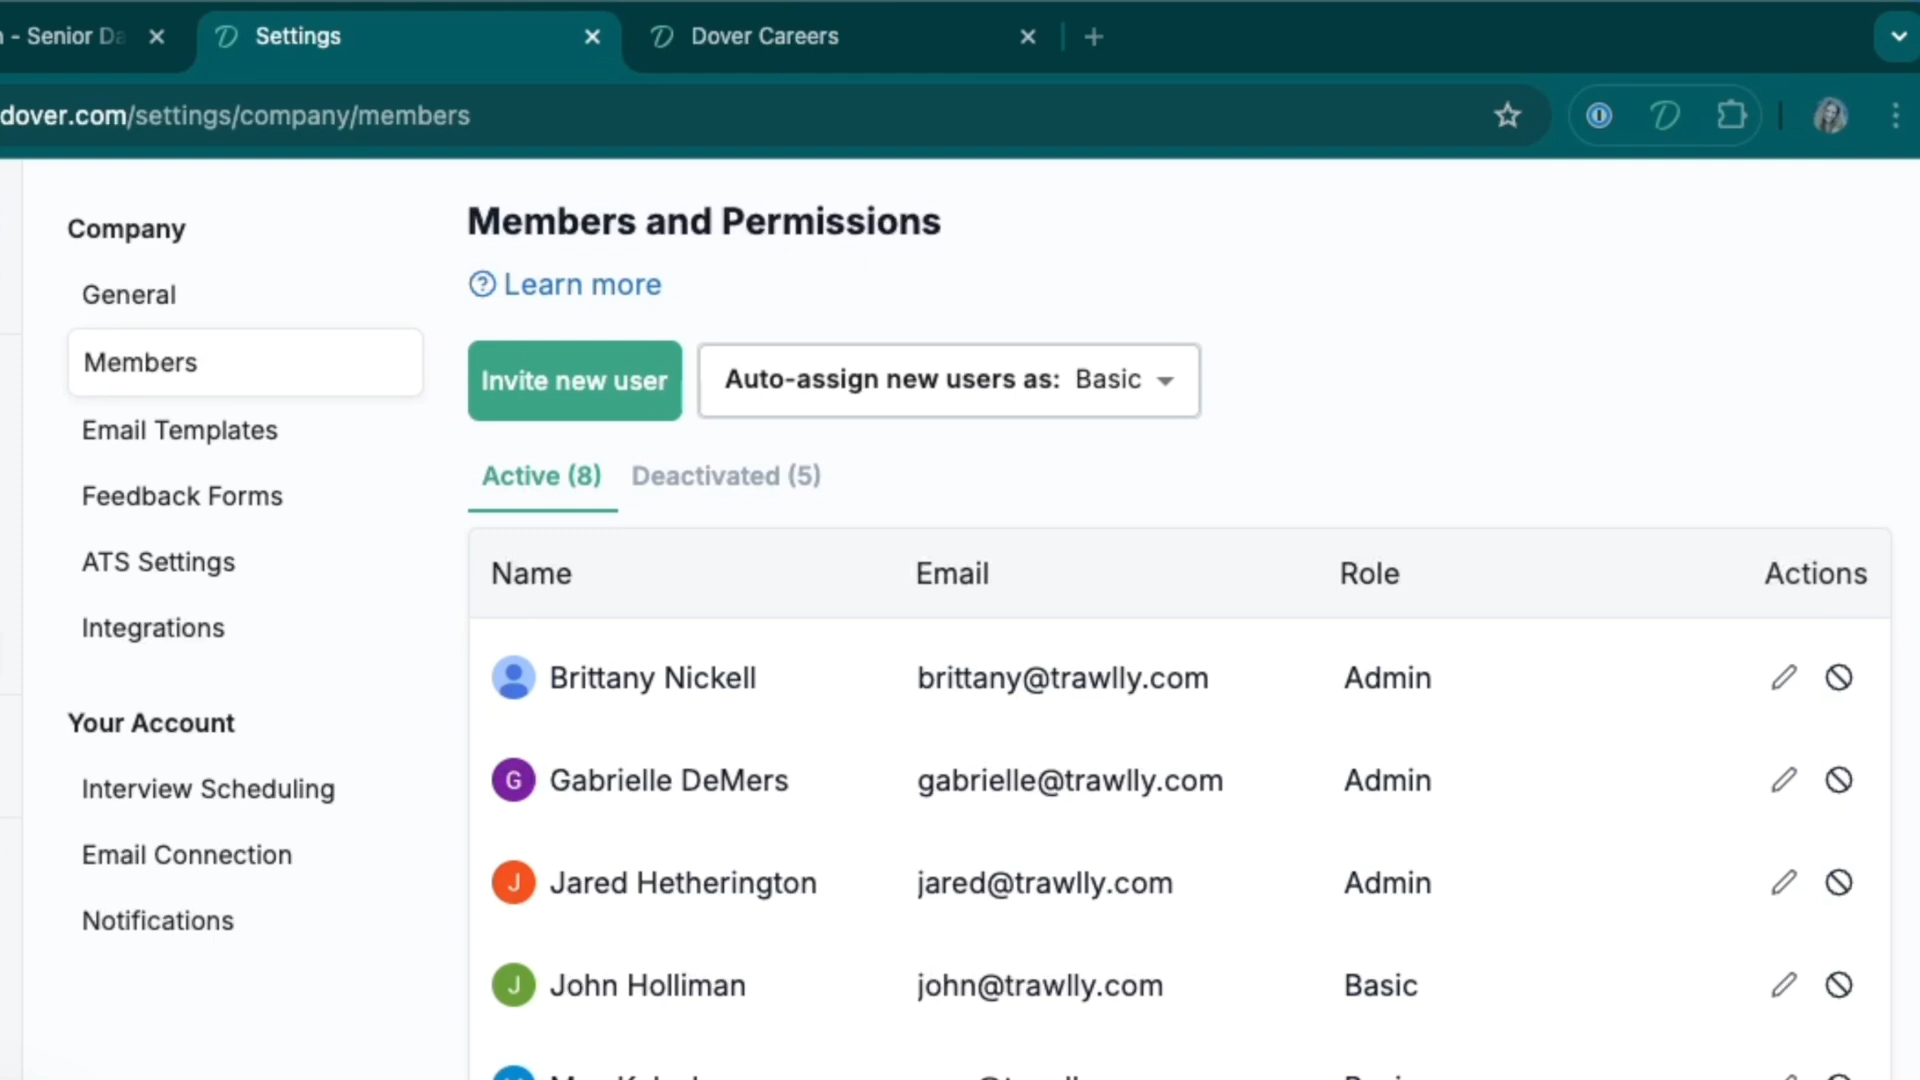 - Senior Da
Settings
Dover Careers
dover.com/settings/company/members
Company
General
Members
Email Templates
Feedback Forms
ATS Settings
Integrations
Your Account
Interview Scheduling
Email Connection
Notifications
Members and Permissions
Learn more
Invite new user
Auto-assign new users as: Basic
Active (8) Deactivated (5)
Name Email Role Actions
Brittany Nickell brittany@trawlly.com Admin
G Gabrielle DeMers gabrielle@trawlly.com Admin
J Jared Hetherington jared@trawlly.com Admin
J John Holliman john@trawlly.com Basic